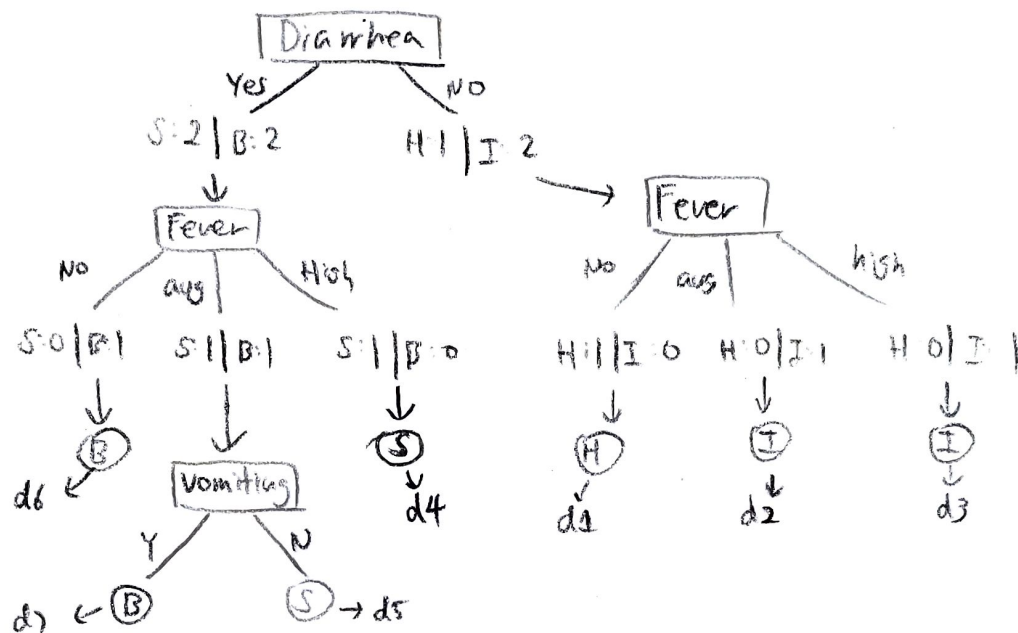 Diarrhea
Yes NO
S:2 | B:2 H:1 | I:2
Fever Fever
No avg High No avg high
S:0 | B:1 S:1 | B:1 S:1 | B:0 H:1 | I:0 H:0 | I:1 H:0 | I:1
B S H I I
d6 Vomiting d4 d1 d2 d3
Y N
d7 B S d5